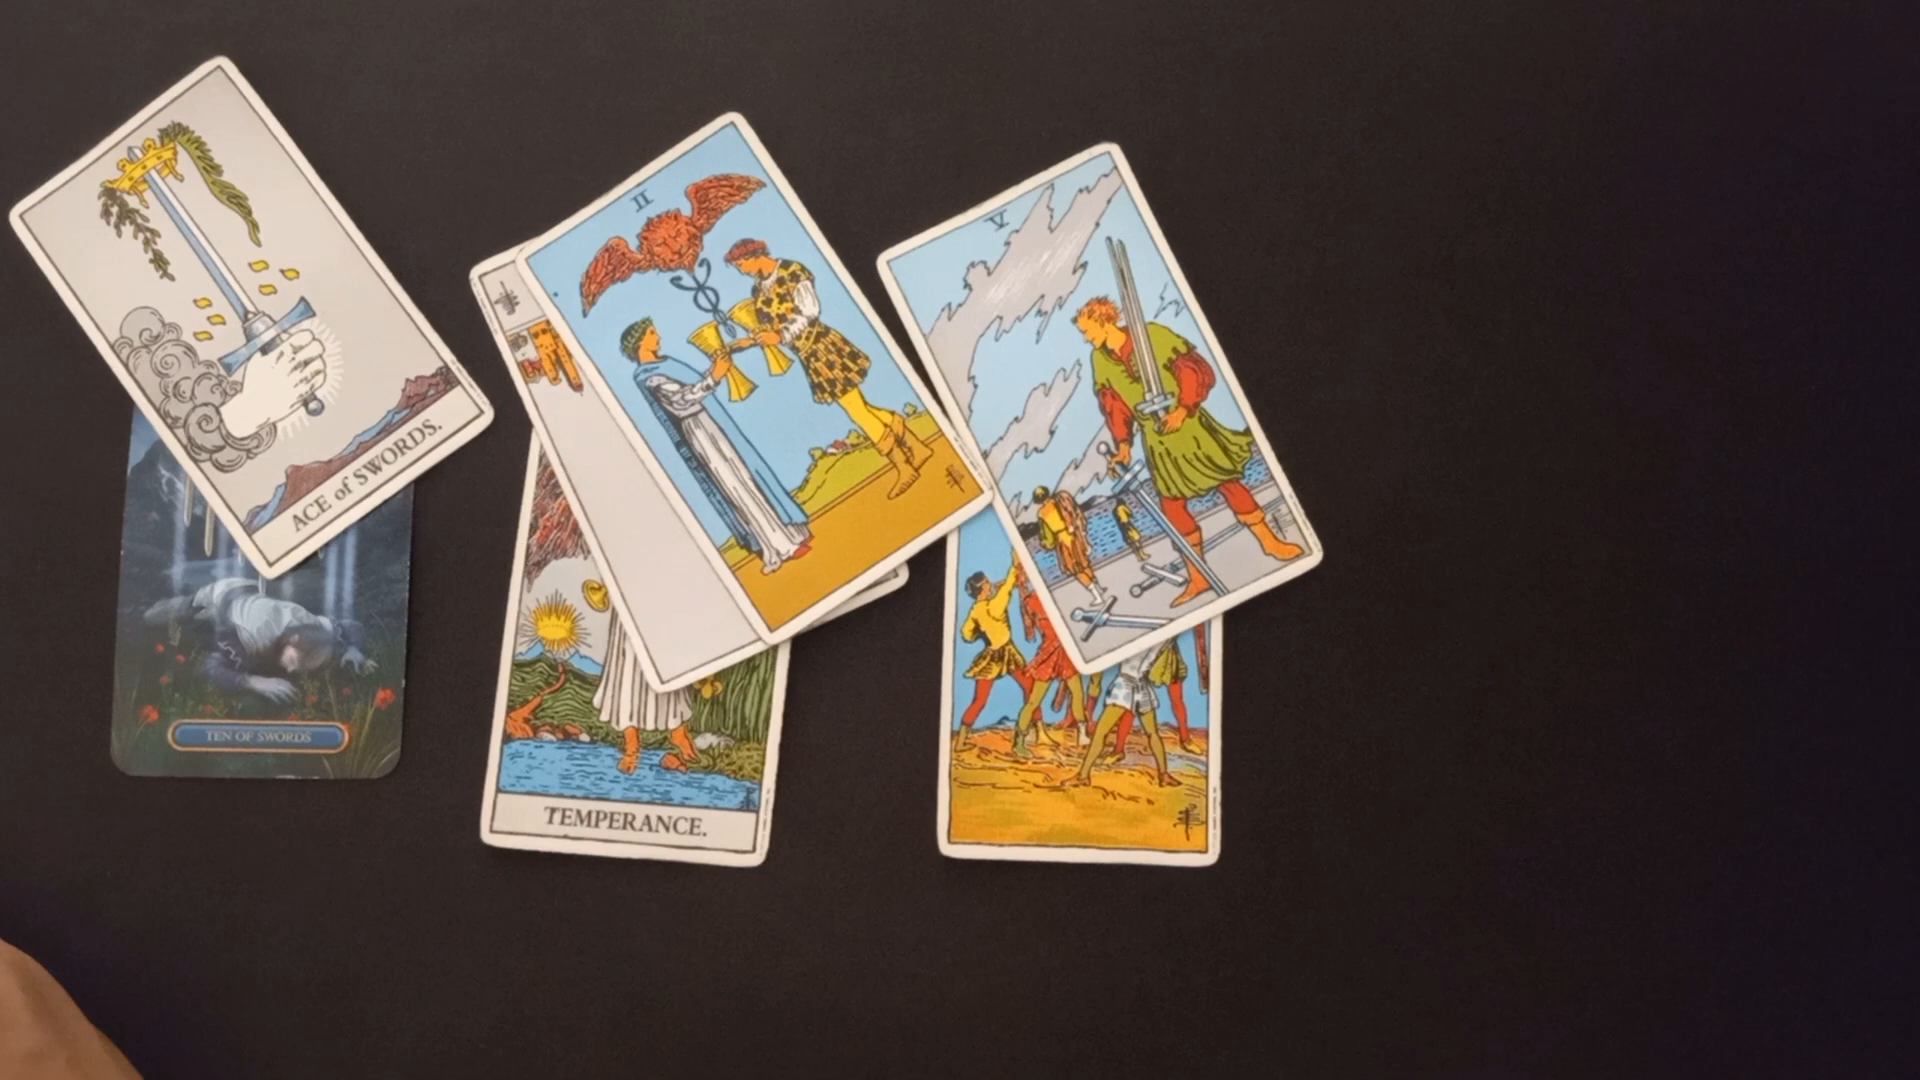 ACE of SWORDS.
II
V
TEN OF SWORDS
TEMPERANCE.